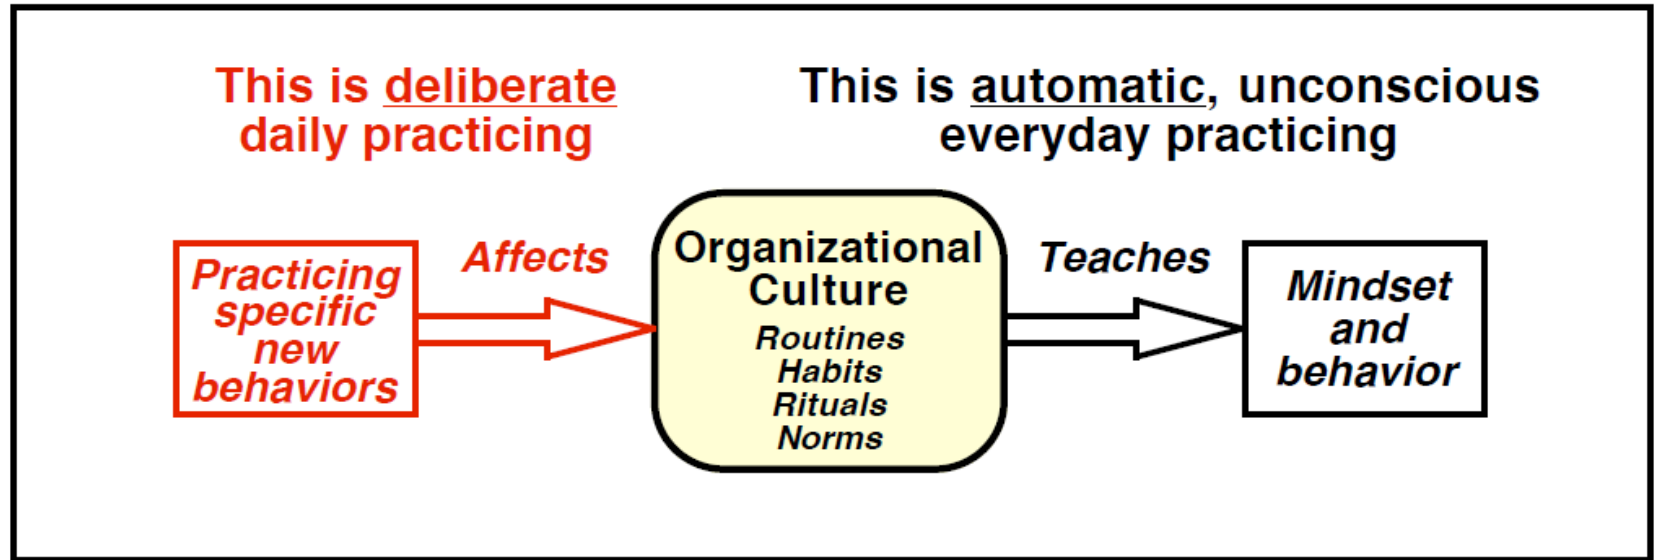 This is deliberate
daily practicing
This is automatic, unconscious
everyday practicing
Practicing
specific
new
behaviors
Affects
Organizational
Culture
Routines
Habits
Rituals
Norms
Teaches
Mindset
and
behavior